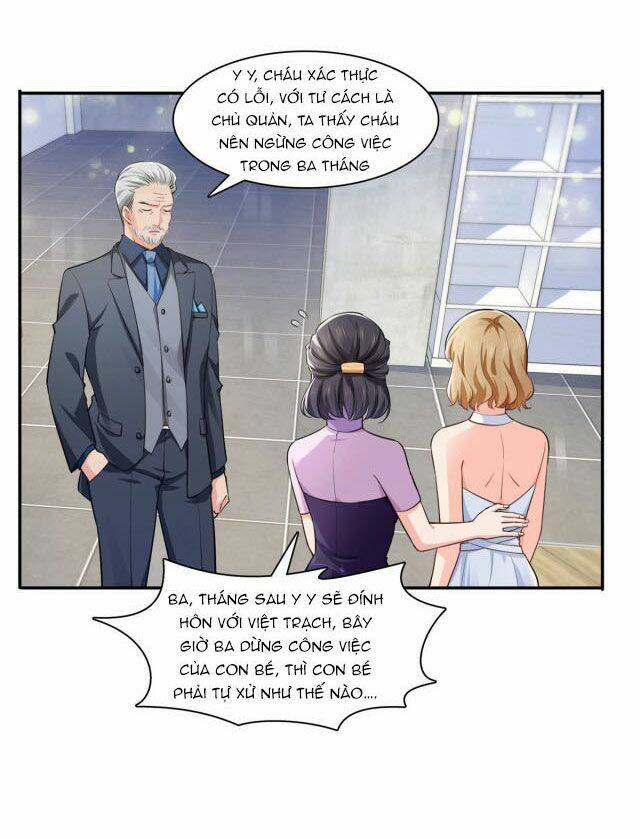 Y Y, CHÁU XÁC THỰC
CÓ LỖI, VỚI TƯ CÁCH LÀ
CHỦ QUẢN, TA THẤY CHÁU
NÊN NGỪNG CÔNG VIỆC
TRONG BA THÁNG
BA, THÁNG SAU Y Y SẼ ĐÍNH
HÔN VỚI VIỆT TRẠCH, BÂY
GIỜ BA DỪNG CÔNG VIỆC
CỦA CON BÉ, THÌ CON BÉ
PHẢI TỰ XỬ NHƯ THẾ NÀO....